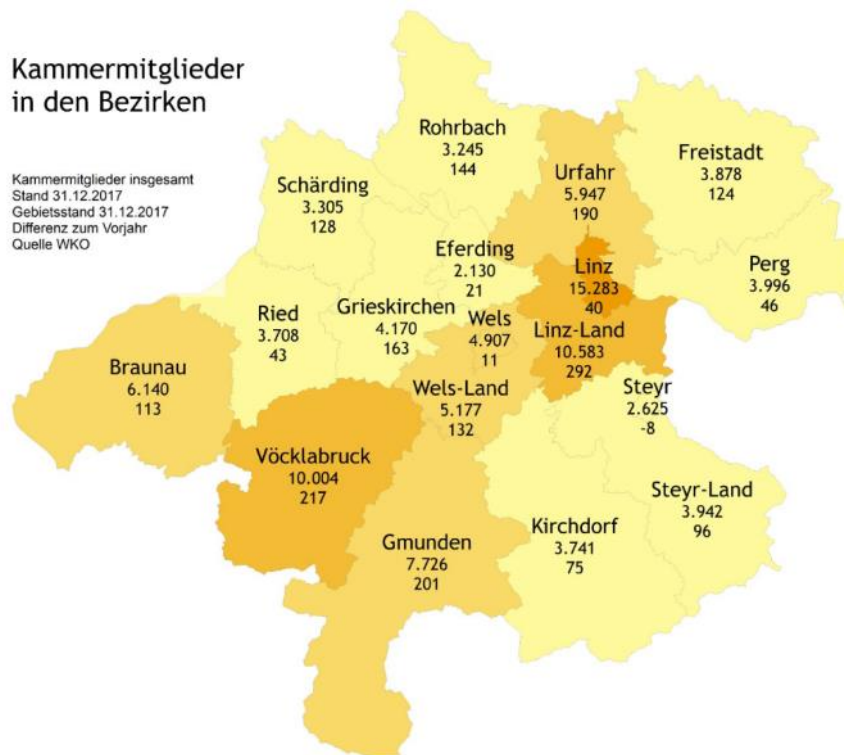 Kammermitglieder
in den Bezirken
Kammermitglieder insgesamt
Stand 31.12.2017
Gebietsstand 31.12.2017
Differenz zum Vorjahr
Quelle WKO
Rohrbach
3.245
144
Freistadt
3.878
124
Urfahr
5.947
190
Schärding
3.305
128
Eferding
2.130
21
Linz
15.283
40
Perg
3.996
46
Ried
3.708
43
Grieskirchen
4.170
163
Wels
4.907
11
Linz-Land
10.583
292
Braunau
6.140
113
Wels-Land
5.177
132
Steyr
2.625
-8
Vöcklabruck
10.004
217
Steyr-Land
3.942
96
Gmunden
7.726
201
Kirchdorf
3.741
75